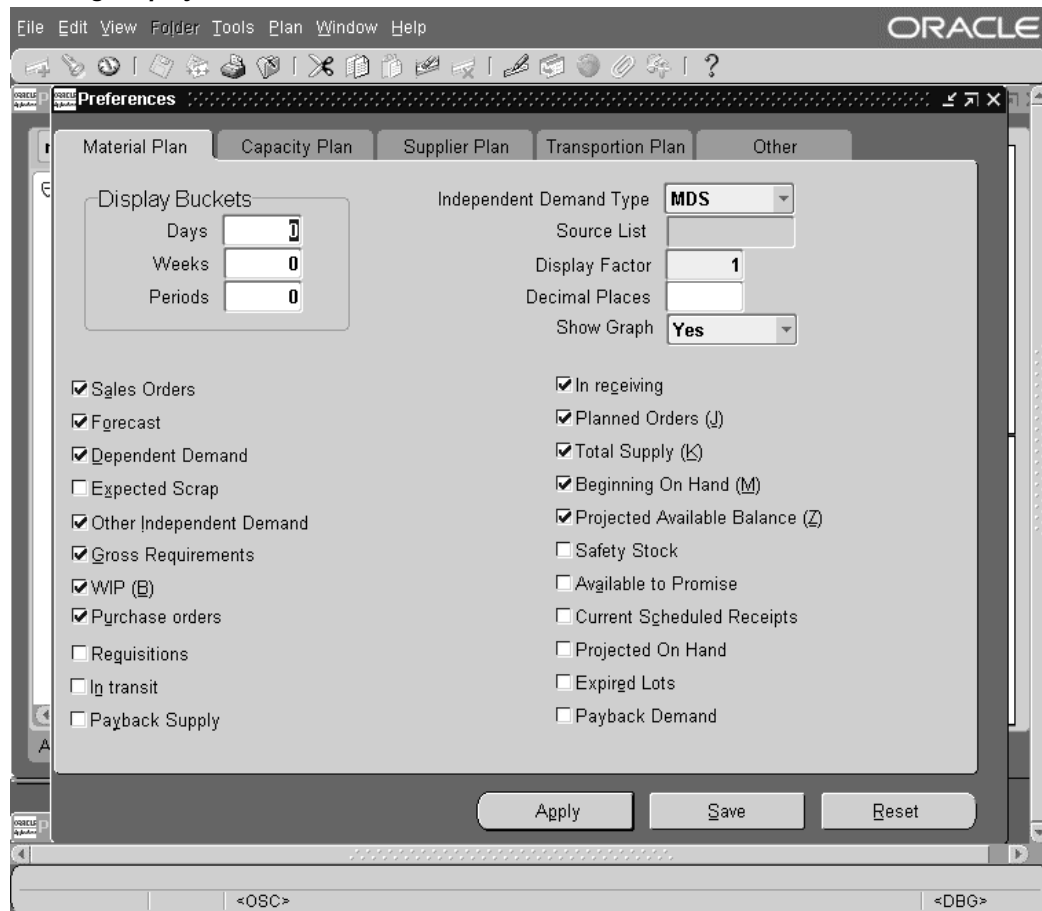 File Edit View Folder Tools Plan Window Help
ORACLE
Preferences
Material Plan Capacity Plan Supplier Plan Transportion Plan Other
Display Buckets
Days 0
Weeks 0
Periods 0
Independent Demand Type MDS
Source List
Display Factor 1
Decimal Places
Show Graph Yes
Sales Orders
Forecast
Dependent Demand
Expected Scrap
Other Independent Demand
Gross Requirements
WIP (B)
Purchase orders
Requisitions
In transit
Payback Supply
In receiving
Planned Orders (J)
Total Supply (K)
Beginning On Hand (M)
Projected Available Balance (Z)
Safety Stock
Available to Promise
Current Scheduled Receipts
Projected On Hand
Expired Lots
Payback Demand
Apply Save Reset
<OSC> <DBG>